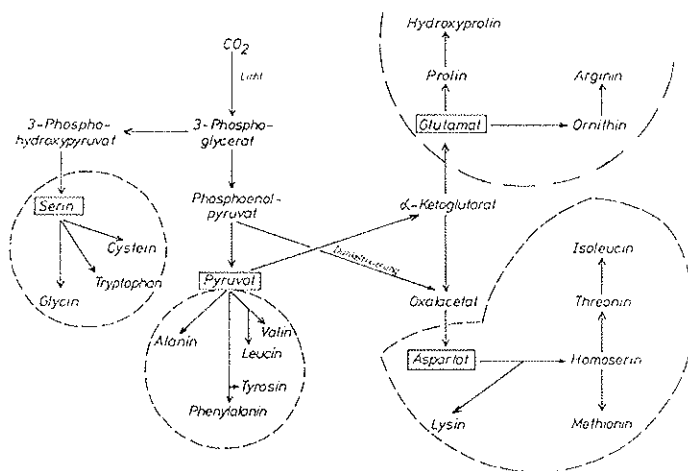 Hydroxyprolin
CO2
Licht
Prolin
Arginin
3-Phospho-
hydroxypyruvat
3-Phospho-
glycerat
Glutamat
Ornithin
Serin
Phosphoenol-
pyruvat
α-Ketoglutarat
Cystein
Tryptophan
Glycin
Pyruvat
Isoleucin
Oxalacetat
Threonin
Alanin
Valin
Leucin
Aspartat
Homoserin
Tyrosin
Phenylalanin
Lysin
Methionin